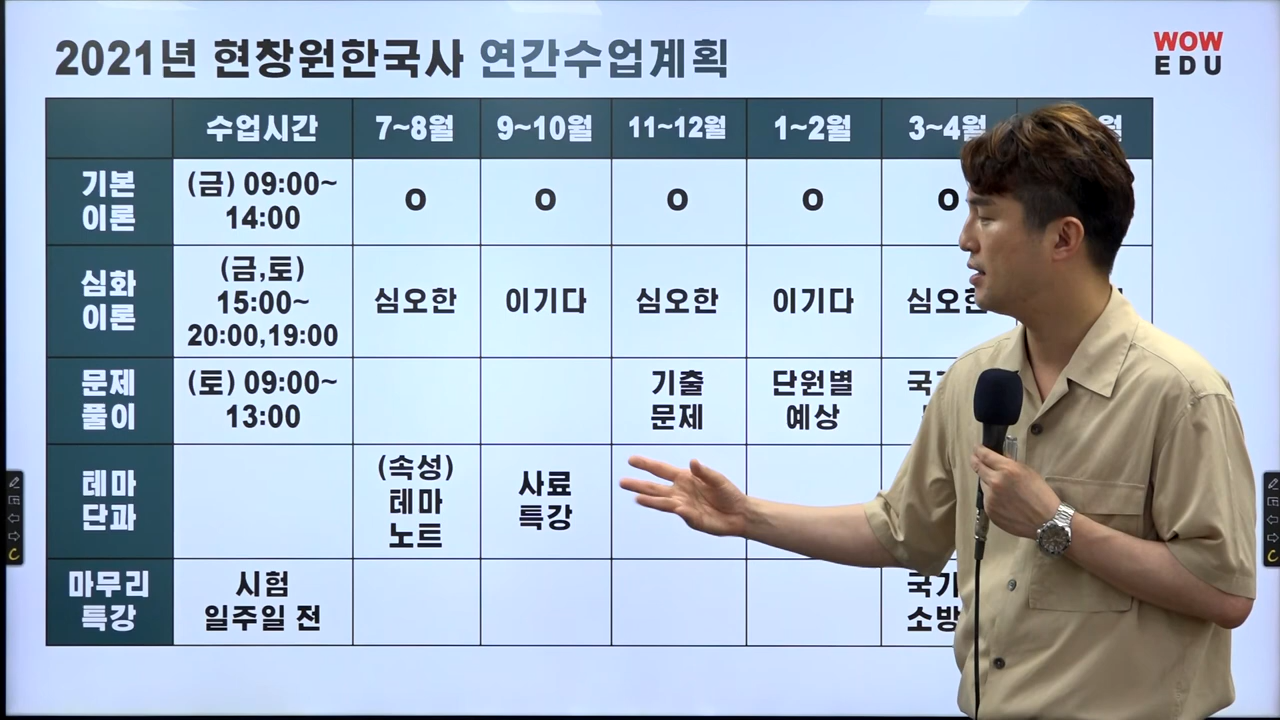 2021년 현창원한국사 연간수업계획
WOW
EDU
수업시간 7~8월 9~10월 11~12월 1~2월 3~4월 월
기본
이론
(금) 09:00~
14:00
O O O O O
심화
이론
(금,토)
15:00~
20:00,19:00
심오한 이기다 심오한 이기다 심오한
문제
풀이
(토) 09:00~
13:00
기출
문제
단원별
예상
테마
단과
(속성)
테마
노트
사료
특강
마무리
특강
시험
일주일 전
국가
소방